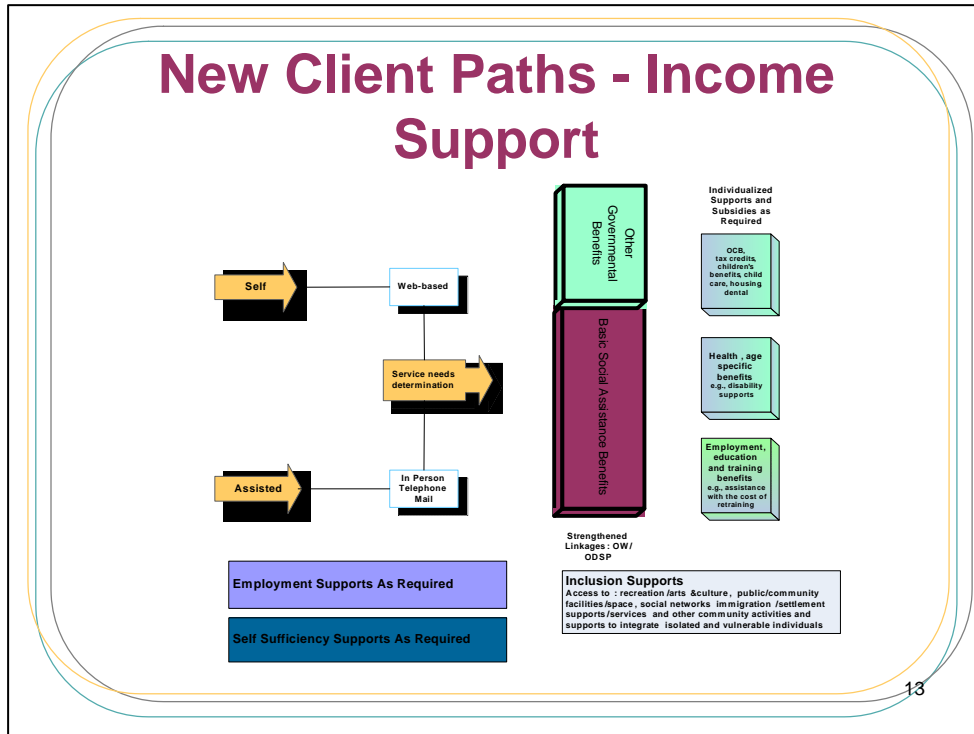 New Client Paths - Income
Support
Self
Web-based
Service needs
determination
Assisted
In Person
Telephone
Mail
Other
Governmental
Benefits
Basic Social Assistance Benefits
Strengthened
Linkages : OW/
ODSP
Individualized
Supports and
Subsidies as
Required
OCB,
tax credits,
children's
benefits, child
care, housing
dental
Health , age
specific
benefits
e.g., disability
supports
Employment,
education
and training
benefits
e.g., assistance
with the cost of
retraining
Employment Supports As Required
Self Sufficiency Supports As Required
Inclusion Supports
Access to : recreation /arts &culture , public/community
facilities/space , social networks immigration /settlement
supports/services and other community activities and
supports to integrate isolated and vulnerable individuals
13